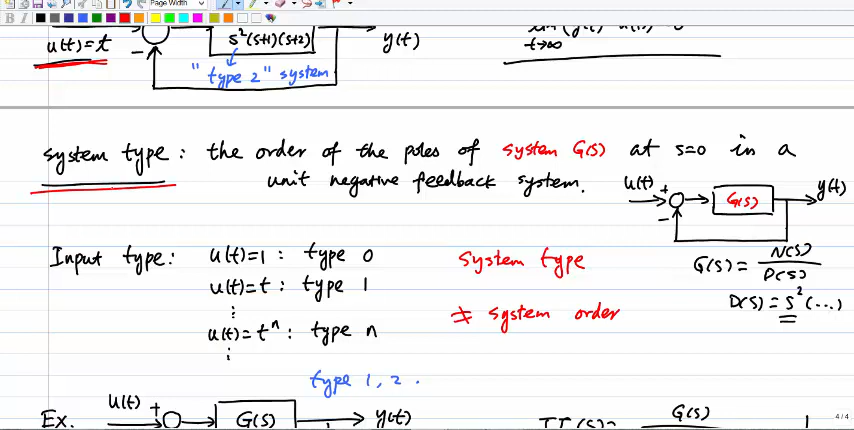 Page Width
B I
u(t)=t
−
s²(s+1)(s+2)
y(t)
t→∞
"type 2" system
system type: the order of the poles of system G(s) at s=0 in a
unit negative feedback system.
u(t) + − G(s) y(t)
Input type: u(t)=1: type 0
u(t)=t: type 1
⋮
u(t)=tⁿ: type n
⋮
system type
≠ system order
G(s) = N(s)/D(s)
D(s) = s²(...)
type 1, 2.
Ex. u(t) + G(s) y(t)
G(s)
1
4/4